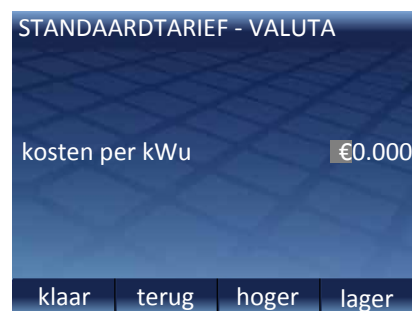 STANDAARDTARIEF - VALUTA
kosten per kWu €0.000
klaar terug hoger lager